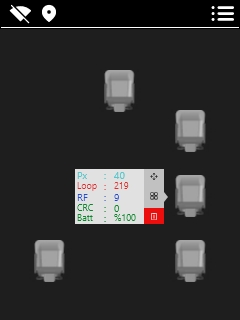 Px : 40
Loop : 219
RF : 9
CRC : 0
Batt : %100